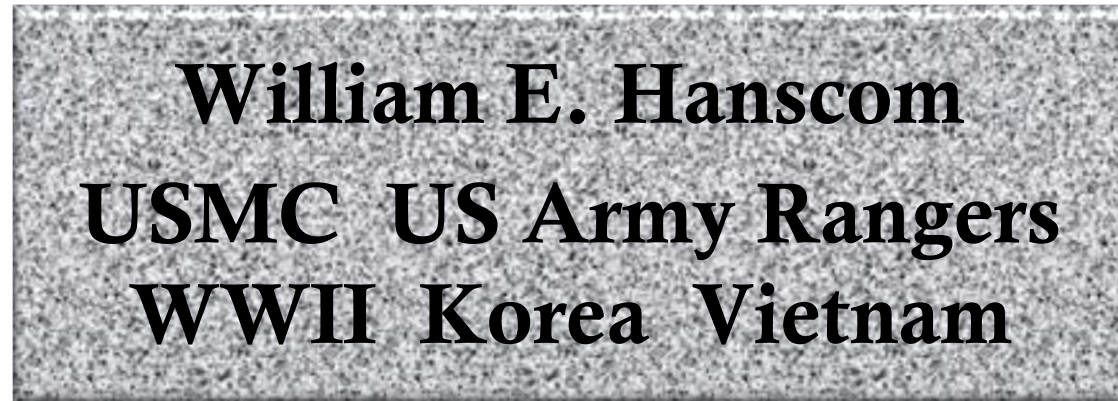 William E. Hanscom
USMC US Army Rangers
WWII Korea Vietnam